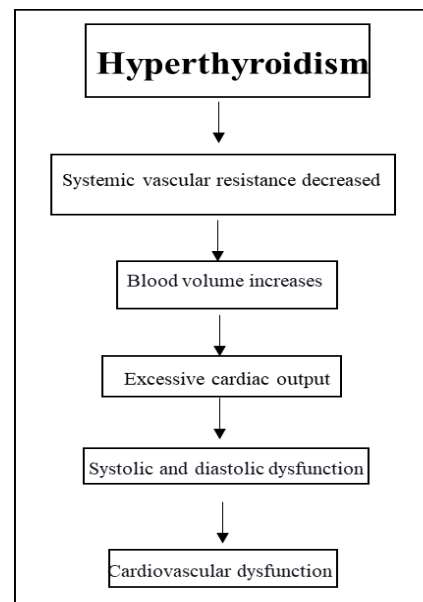 Hyperthyroidism
Systemic vascular resistance decreased
Blood volume increases
Excessive cardiac output
Systolic and diastolic dysfunction
Cardiovascular dysfunction